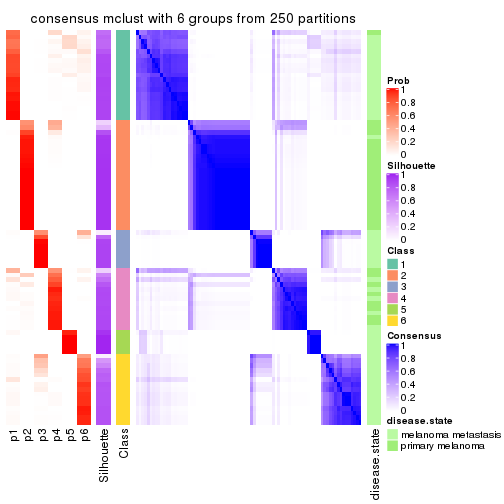 consensus mclust with 6 groups from 250 partitions
Prob
1
0.8
0.6
0.4
0.2
0
Silhouette
1
0.8
0.6
0.4
0.2
0
Class
1
2
3
4
5
6
Consensus
1
0.8
0.6
0.4
0.2
0
disease.state
melanoma metastasis
primary melanoma
p1
p2
p3
p4
p5
p6
Silhouette
Class
disease.state